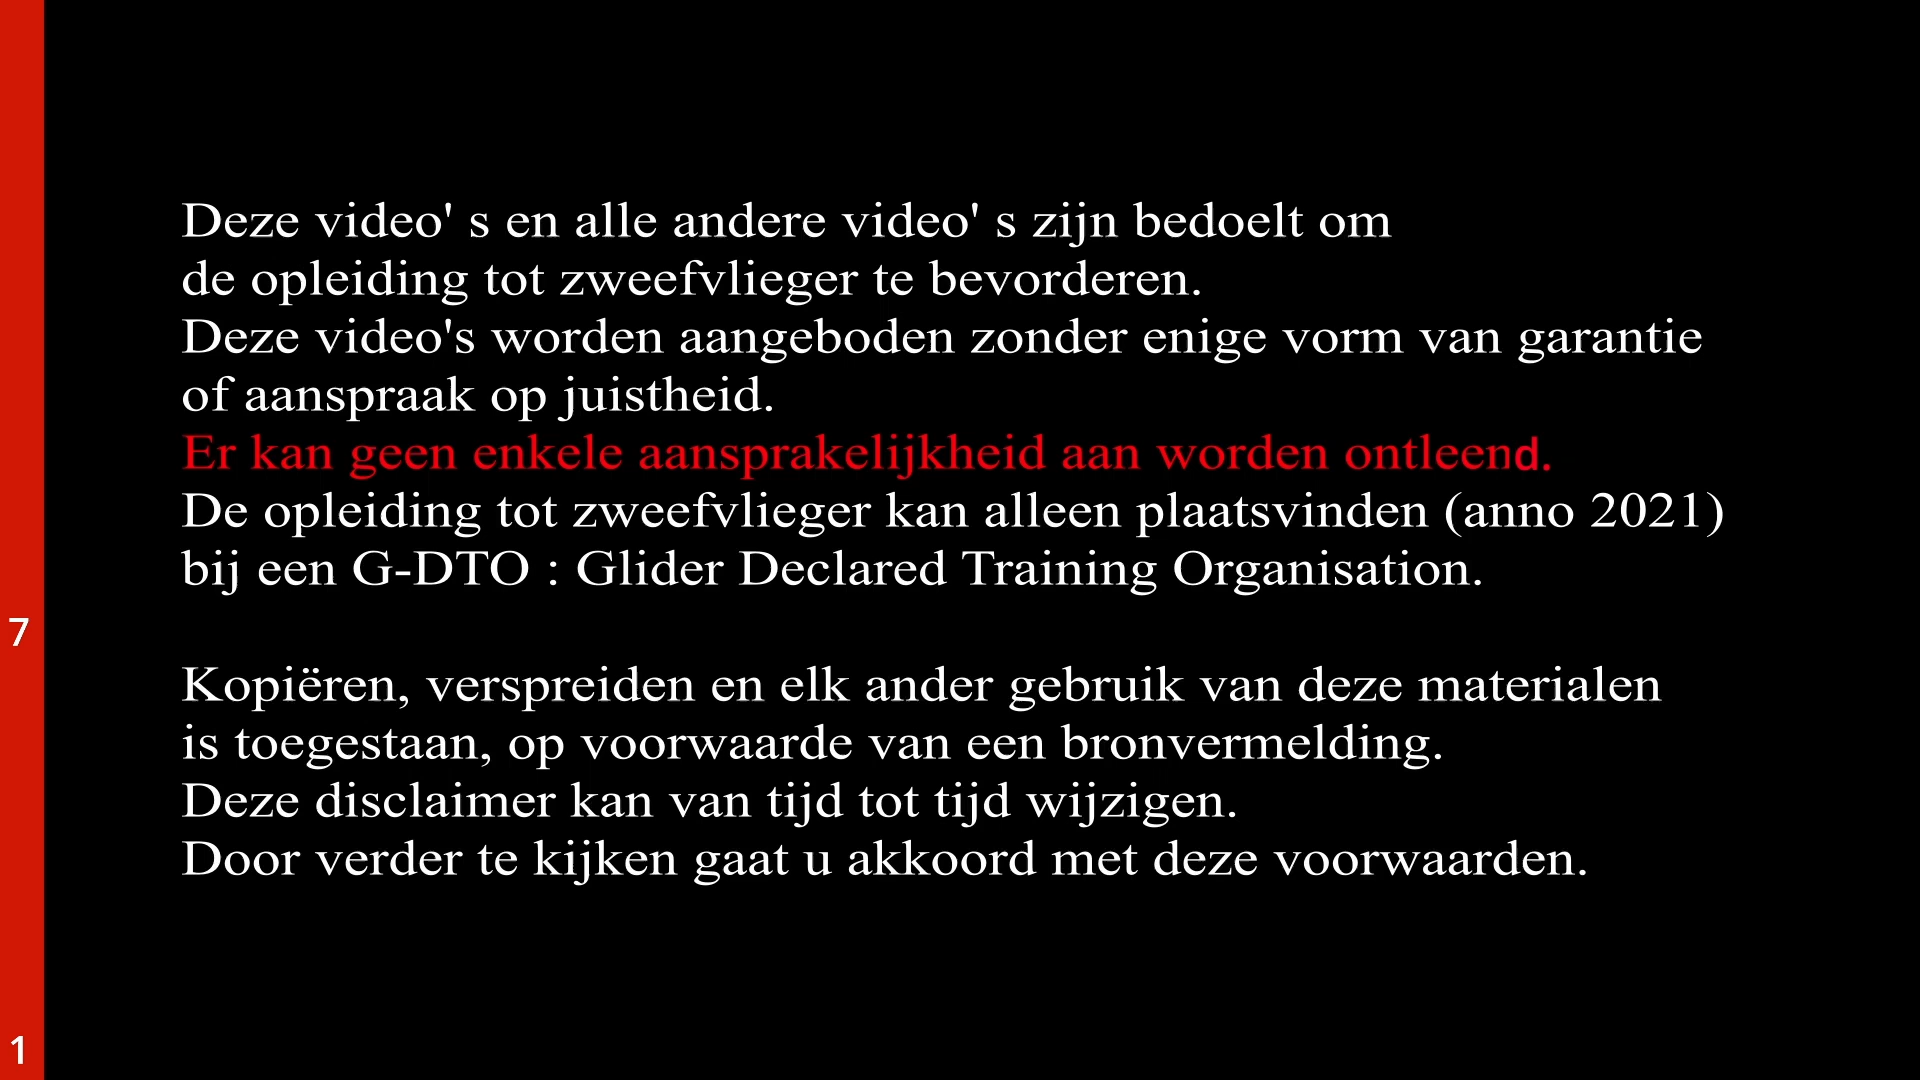 Deze video' s en alle andere video' s zijn bedoelt om
de opleiding tot zweefvlieger te bevorderen.
Deze video's worden aangeboden zonder enige vorm van garantie
of aanspraak op juistheid.
Er kan geen enkele aansprakelijkheid aan worden ontleend.
De opleiding tot zweefvlieger kan alleen plaatsvinden (anno 2021)
bij een G-DTO : Glider Declared Training Organisation.
7
Kopiëren, verspreiden en elk ander gebruik van deze materialen
is toegestaan, op voorwaarde van een bronvermelding.
Deze disclaimer kan van tijd tot tijd wijzigen.
Door verder te kijken gaat u akkoord met deze voorwaarden.
1